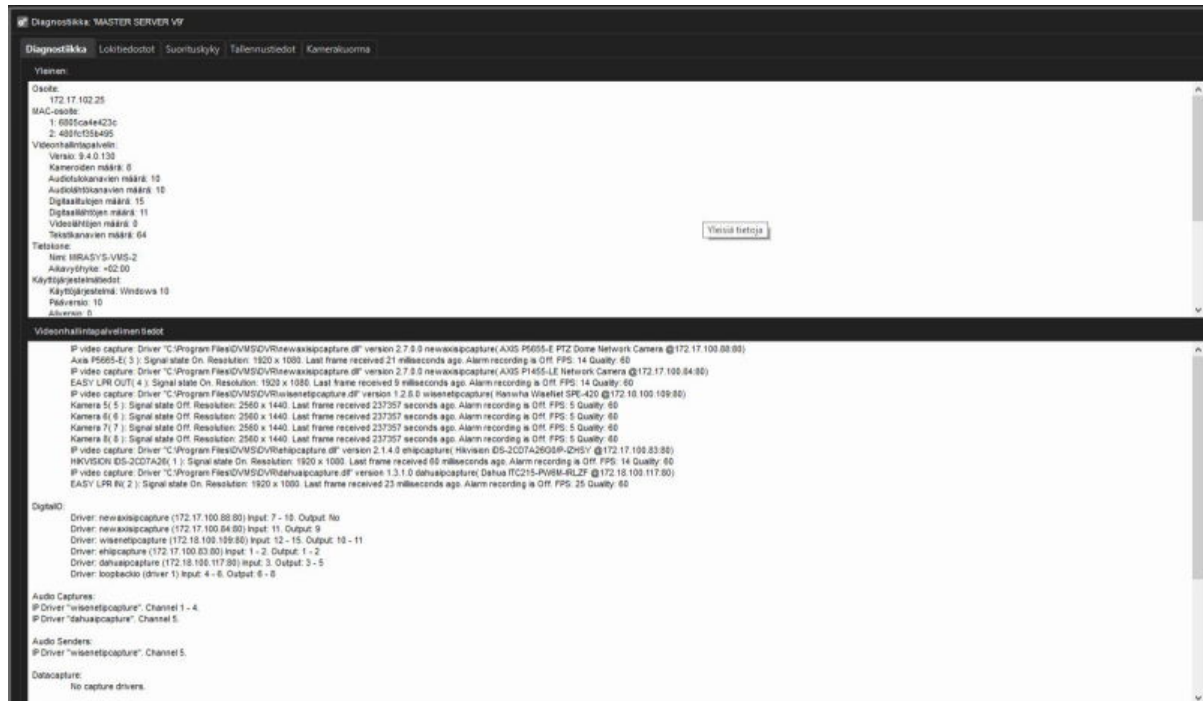 Diagnostiikka: 'MASTER SERVER V9'
Diagnostiikka Lokitiedostot Suorituskyky Tallennustiedot Kamerakuorma
Yleinen:
Osoite:
172.17.102.25
MAC-osoite:
1: 6805ca4e423c
2: 480fcf35b495
Videonhallintapalvelin:
Versio: 9.4.0.130
Kameroiden määrä: 8
Audiotulokanavien määrä: 10
Audiolähtökanavien määrä: 10
Digitaalitulojen määrä: 15
Digitaalilähtöjen määrä: 11
Videolähtöjen määrä: 0
Tekstikanavien määrä: 64
Yleisiä tietoja
Tietokone:
Nimi: MIRASYS-VMS-2
Aikavyöhyke: +02:00
Käyttöjärjestelmätiedot:
Käyttöjärjestelmä: Windows 10
Pääversio: 10
Aliversio: 0
Videonhallintapalvelimen tiedot
IP video capture: Driver "C:\Program Files\DVMS\DVR\newaxisipcapture.dll" version 2.7.0.0 newaxisipcapture( AXIS P5655-E PTZ Dome Network Camera @172.17.100.88:80)
Axis P5665-E( 3 ): Signal state On. Resolution: 1920 x 1080. Last frame received 21 milliseconds ago. Alarm recording is Off. FPS: 14 Quality: 60
IP video capture: Driver "C:\Program Files\DVMS\DVR\newaxisipcapture.dll" version 2.7.0.0 newaxisipcapture( AXIS P1455-LE Network Camera @172.17.100.84:80)
EASY LPR OUT( 4 ): Signal state On. Resolution: 1920 x 1080. Last frame received 9 milliseconds ago. Alarm recording is Off. FPS: 14 Quality: 60
IP video capture: Driver "C:\Program Files\DVMS\DVR\wisenetipcapture.dll" version 1.2.6.0 wisenetipcapture( Hanwha WiseNet SPE-420 @172.18.100.109:80)
Kamera 5( 5 ): Signal state Off. Resolution: 2560 x 1440. Last frame received 237357 seconds ago. Alarm recording is Off. FPS: 5 Quality: 60
Kamera 6( 6 ): Signal state Off. Resolution: 2560 x 1440. Last frame received 237357 seconds ago. Alarm recording is Off. FPS: 5 Quality: 60
Kamera 7( 7 ): Signal state Off. Resolution: 2560 x 1440. Last frame received 237357 seconds ago. Alarm recording is Off. FPS: 5 Quality: 60
Kamera 8( 8 ): Signal state Off. Resolution: 2560 x 1440. Last frame received 237357 seconds ago. Alarm recording is Off. FPS: 5 Quality: 60
IP video capture: Driver "C:\Program Files\DVMS\DVR\ehiipcapture.dll" version 2.1.4.0 ehiipcapture( Hikvision iDS-2CD7A26G0/P-IZHSY @172.17.100.83:80)
HIKVISION iDS-2CD7A26( 1 ): Signal state On. Resolution: 1920 x 1080. Last frame received 60 milliseconds ago. Alarm recording is Off. FPS: 14 Quality: 60
IP video capture: Driver "C:\Program Files\DVMS\DVR\dahuaipcapture.dll" version 1.3.1.0 dahuaipcapture( Dahua ITC215-PW6M-IRLZF @172.18.100.117:80)
EASY LPR IN( 2 ): Signal state On. Resolution: 1920 x 1080. Last frame received 23 milliseconds ago. Alarm recording is Off. FPS: 25 Quality: 60
DigitalIO:
Driver: newaxisipcapture (172.17.100.88:80) Input: 7 - 10. Output: No
Driver: newaxisipcapture (172.17.100.84:80) Input: 11. Output: 9
Driver: wisenetipcapture (172.18.100.109:80) Input: 12 - 15. Output: 10 - 11
Driver: ehiipcapture (172.17.100.83:80) Input: 1 - 2. Output: 1 - 2
Driver: dahuaipcapture (172.18.100.117:80) Input: 3. Output: 3 - 5
Driver: loopbackio (driver 1) Input: 4 - 6. Output: 6 - 8
Audio Captures:
IP Driver "wisenetipcapture". Channel 1 - 4.
IP Driver "dahuaipcapture". Channel 5.
Audio Senders:
IP Driver "wisenetipcapture". Channel 5.
Datacapture:
No capture drivers.